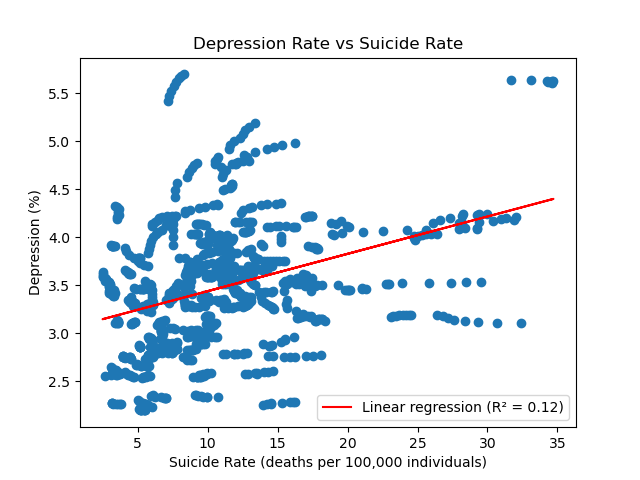 Depression Rate vs Suicide Rate
Depression (%)
5.5
5.0
4.5
4.0
3.5
3.0
2.5
Linear regression (R² = 0.12)
5 10 15 20 25 30 35
Suicide Rate (deaths per 100,000 individuals)